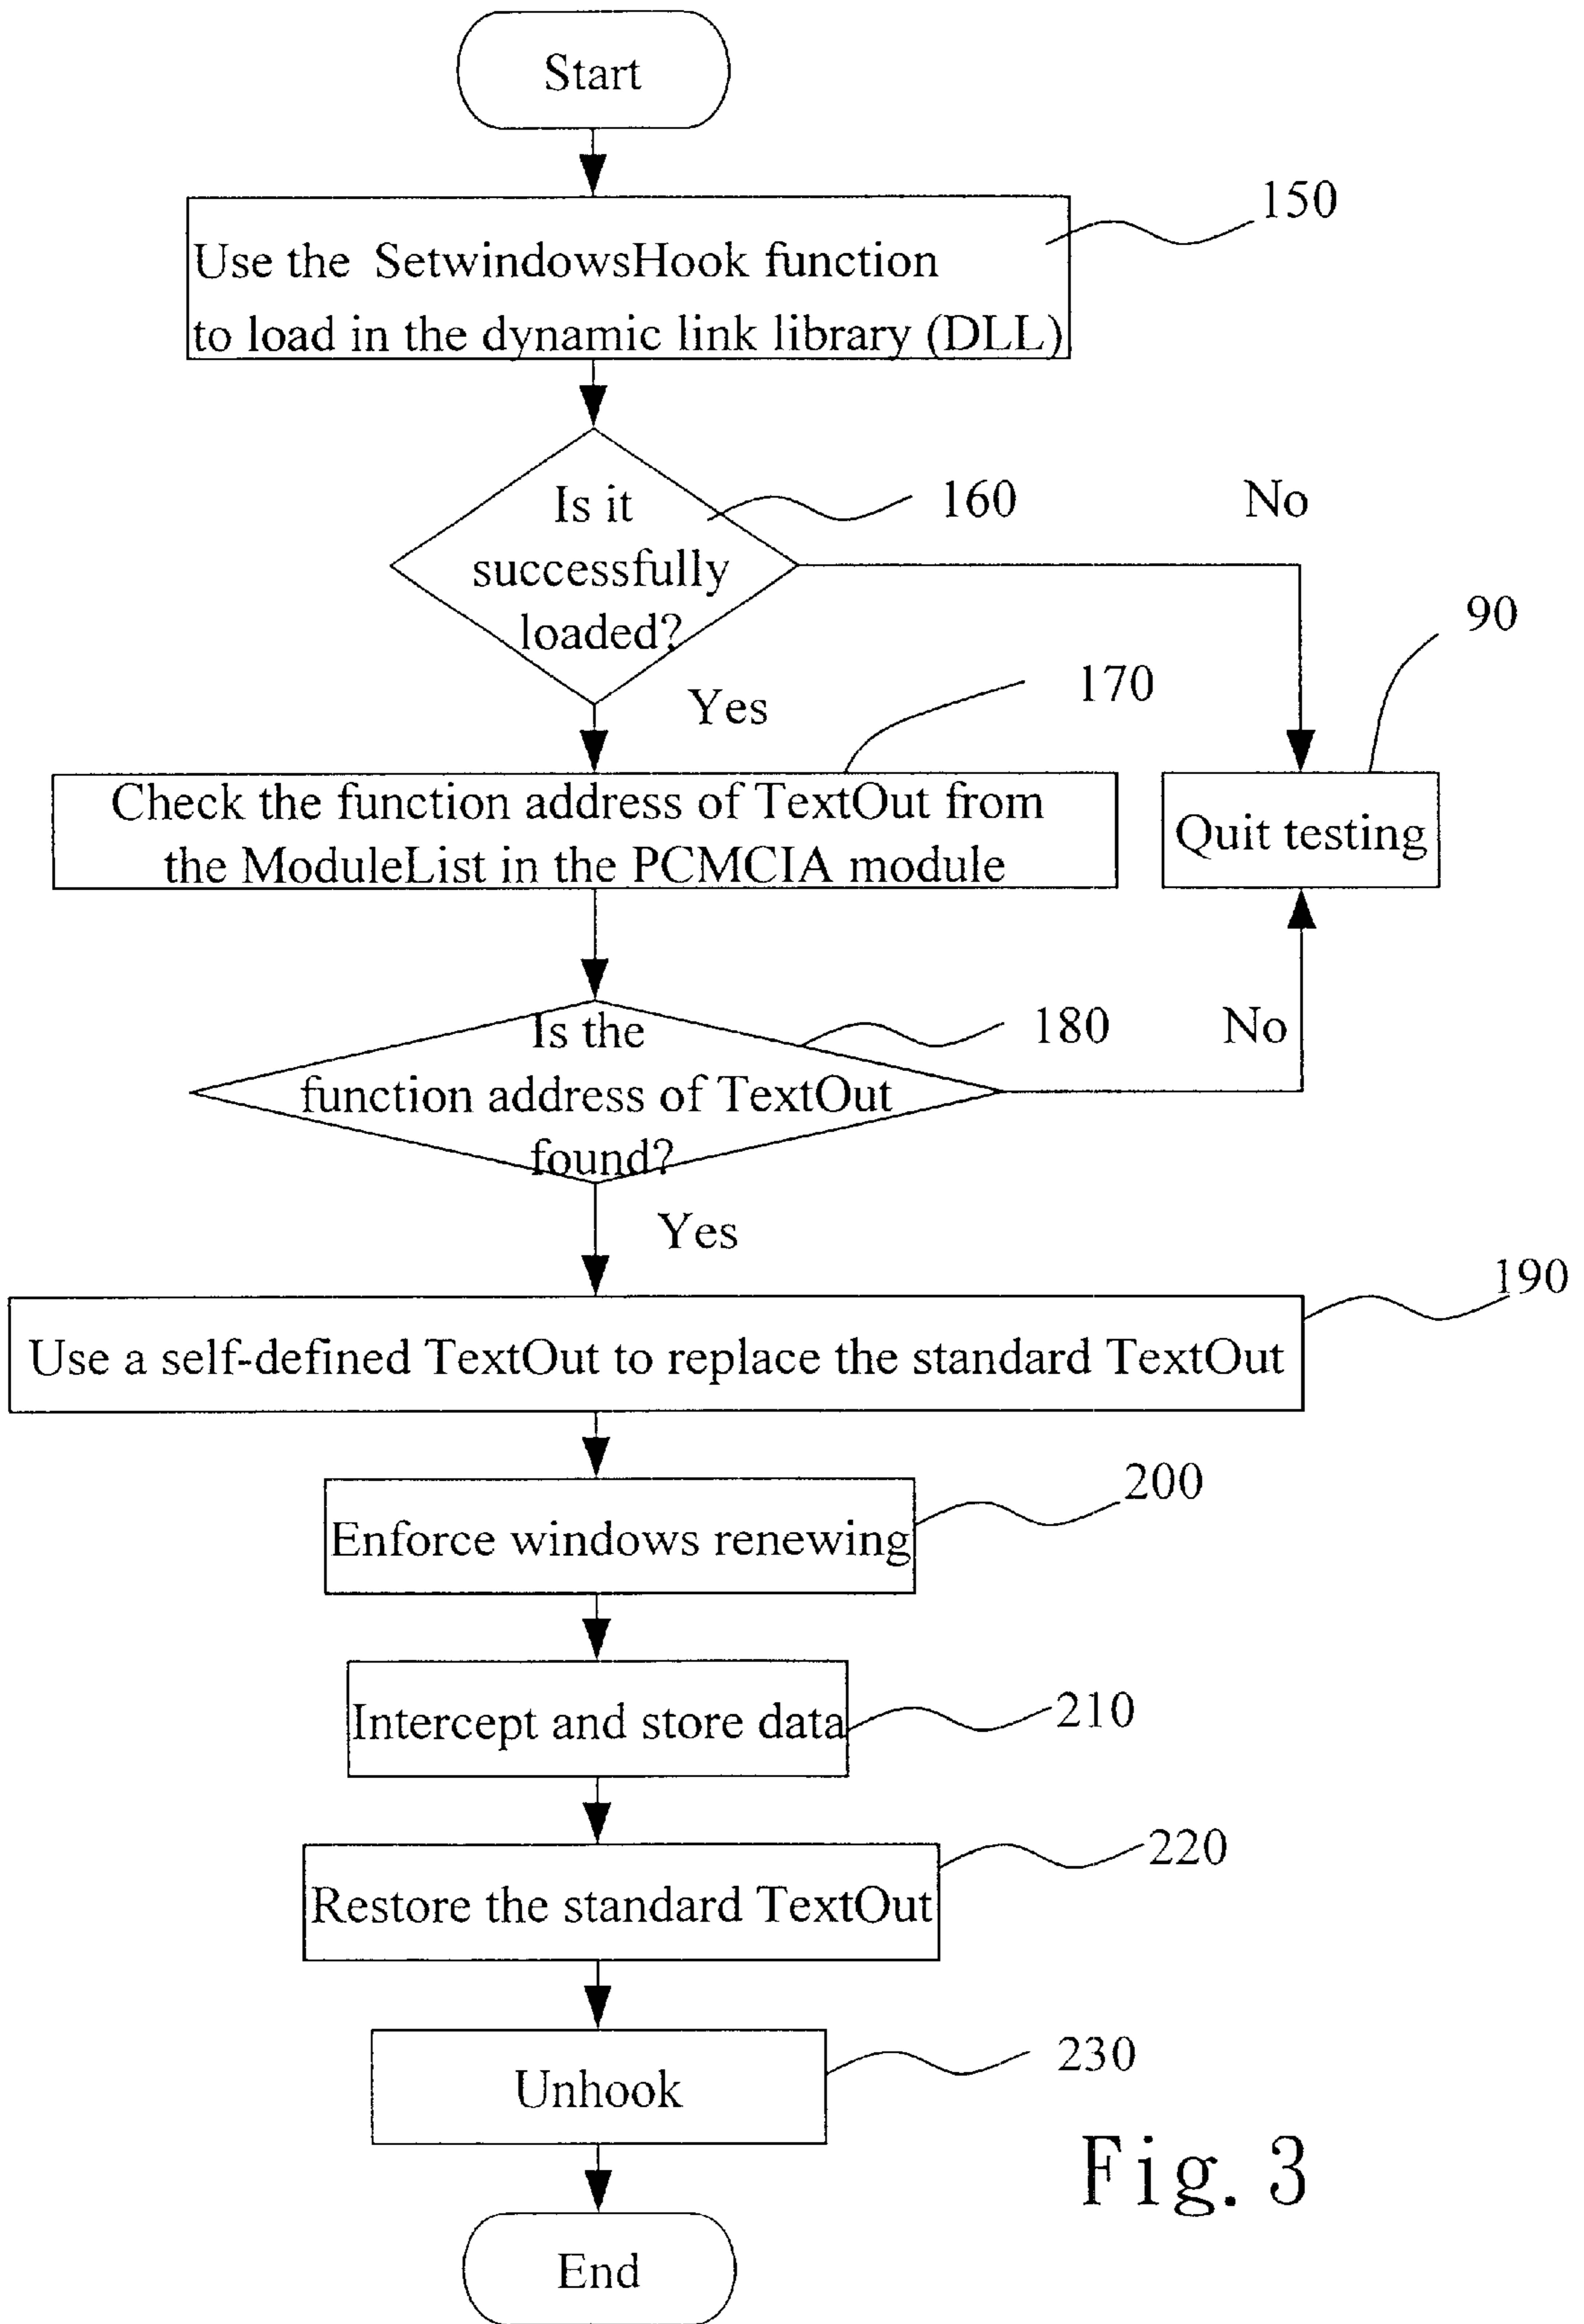 Start
150
Use the SetwindowsHook function
to load in the dynamic link library (DLL)
Is it
successfully
loaded?
160
No
90
Yes
170
Check the function address of TextOut from
the ModuleList in the PCMCIA module
Quit testing
Is the
function address of TextOut
found?
180
No
Yes
190
Use a self-defined TextOut to replace the standard TextOut
200
Enforce windows renewing
Intercept and store data
210
220
Restore the standard TextOut
Unhook
230
Fig. 3
End